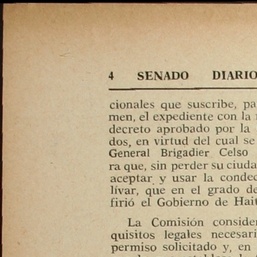 4 SENADO DIARIO
cionales que suscribe, pa
men, el expediente con la
decreto aprobado por la
dos, en virtud del cual se
General Brigadier Celso
ra que, sin perder su ciuda
aceptar y usar la condec
lívar, que en el grado de
firió el Gobierno de Hait
La Comisión consider
quisitos legales necesari
permiso solicitado y, en